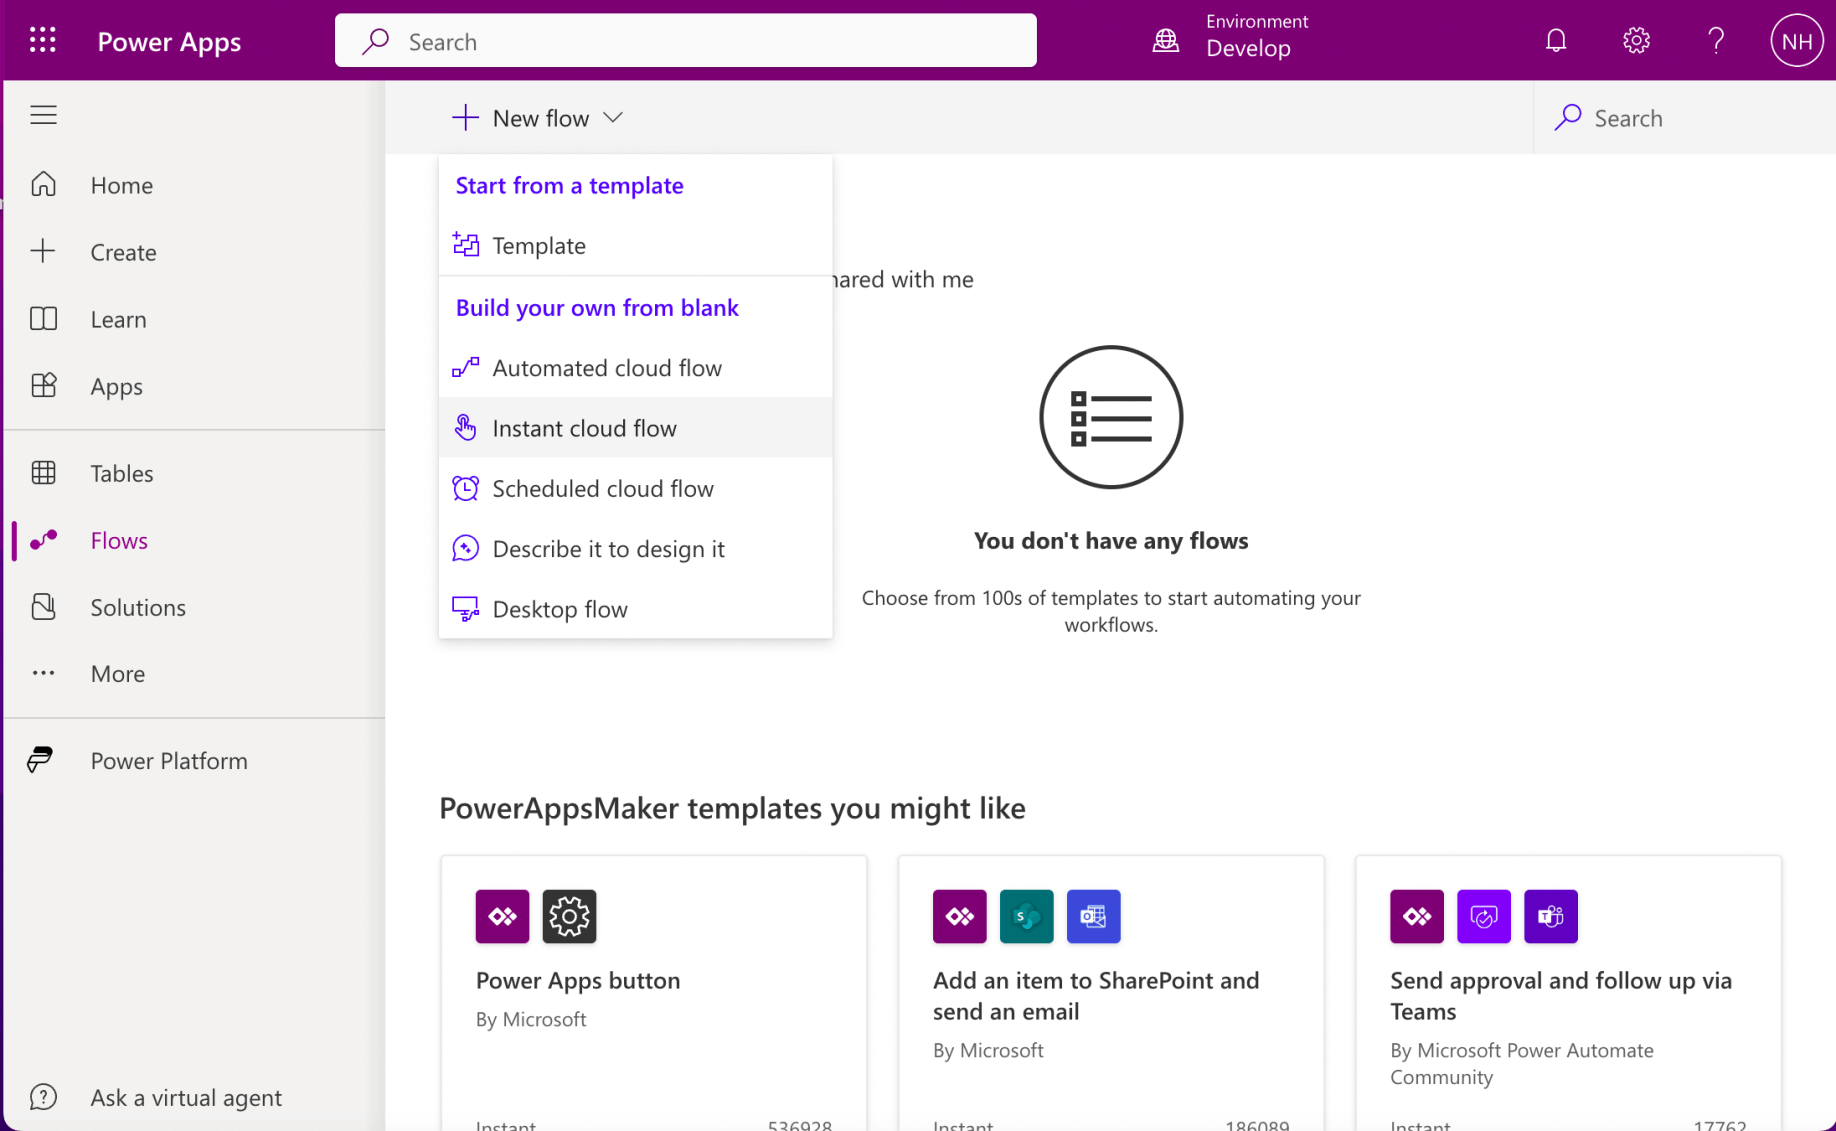 Power Apps
Search
Environment
Develop
NH
New flow
Search
Home
Create
Learn
Apps
Tables
Flows
Solutions
More
Power Platform
Ask a virtual agent
Start from a template
Template
Build your own from blank
Automated cloud flow
Instant cloud flow
Scheduled cloud flow
Describe it to design it
Desktop flow
hared with me
You don't have any flows
Choose from 100s of templates to start automating your
workflows.
PowerAppsMaker templates you might like
Power Apps button
By Microsoft
Instant 536928
Add an item to SharePoint and
send an email
By Microsoft
Instant 186089
Send approval and follow up via
Teams
By Microsoft Power Automate
Community
Instant 17762